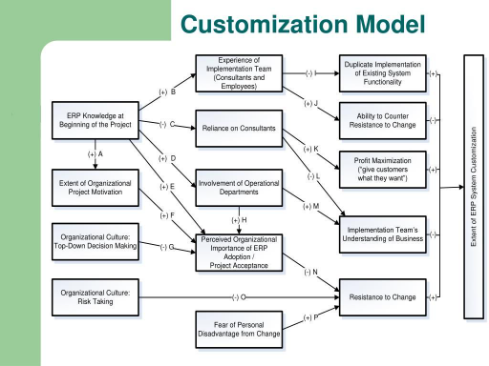 Customization Model
Experience of
Implementation Team
(Consultants and
Employees)
(-) I
Duplicate Implementation
of Existing System
Functionality
(+)
(+) B
(+) J
ERP Knowledge at
Beginning of the Project
(-) C
Reliance on Consultants
Ability to Counter
Resistance to Change
(-)
(+) A
(+) D
(+) K
(-) L
Profit Maximization
("give customers
what they want")
(+)
Extent of Organizational
Project Motivation
(+) E
Involvement of Operational
Departments
(+) F
(+) H
(+) M
Organizational Culture:
Top-Down Decision Making
(-) G
Perceived Organizational
Importance of ERP
Adoption /
Project Acceptance
Implementation Team's
Understanding of Business
(-)
(-) N
Organizational Culture:
Risk Taking
(-) O
Resistance to Change
(+)
(+) P
Fear of Personal
Disadvantage from Change
Extent of ERP System Customization